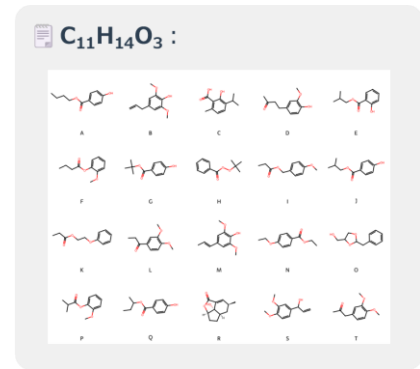 C₁₁H₁₄O₃ :
A B C D E
F G H I J
K L M N O
P Q R S T